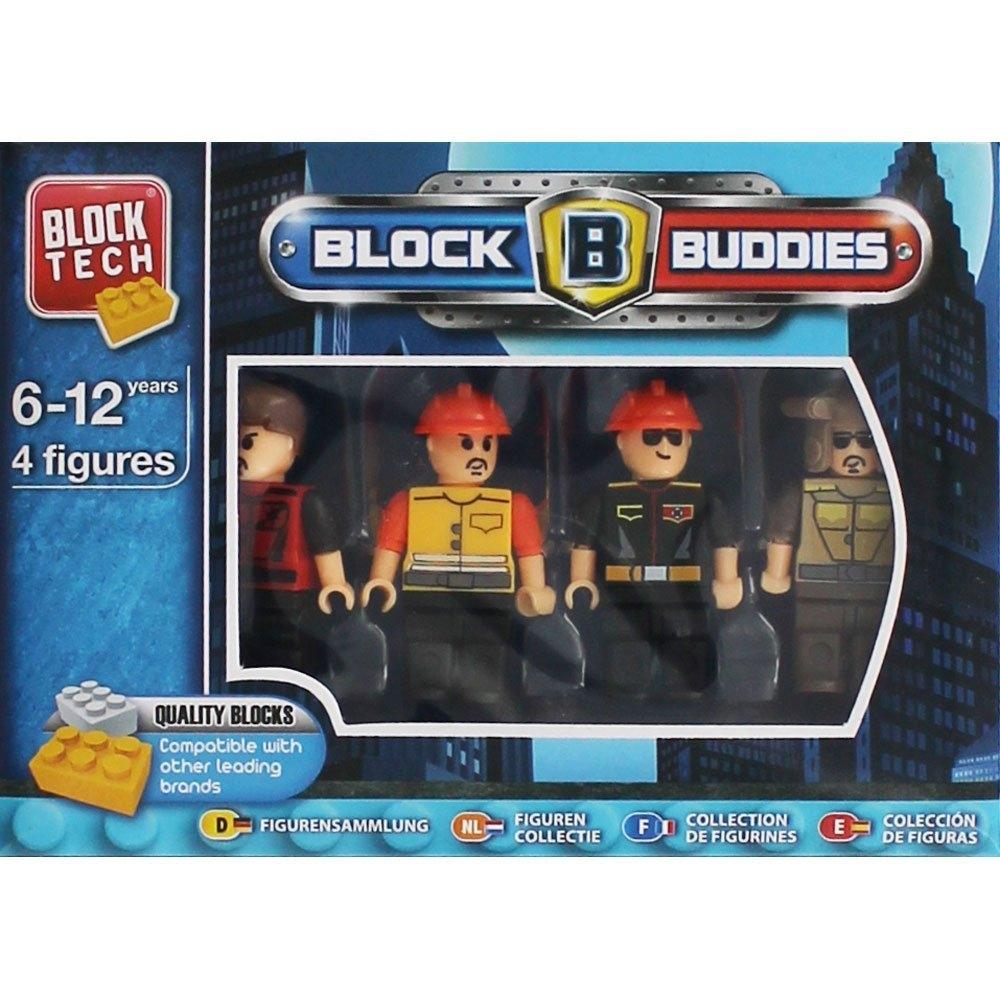 BLOCK
TECH®
BLOCK B BUDDIES
6-12 years
4 figures
QUALITY BLOCKS
Compatible with
other leading
brands
D FIGURENSAMMLUNG
NL FIGUREN
COLLECTIE
F COLLECTION
DE FIGURINES
E COLECCIÓN
DE FIGURAS